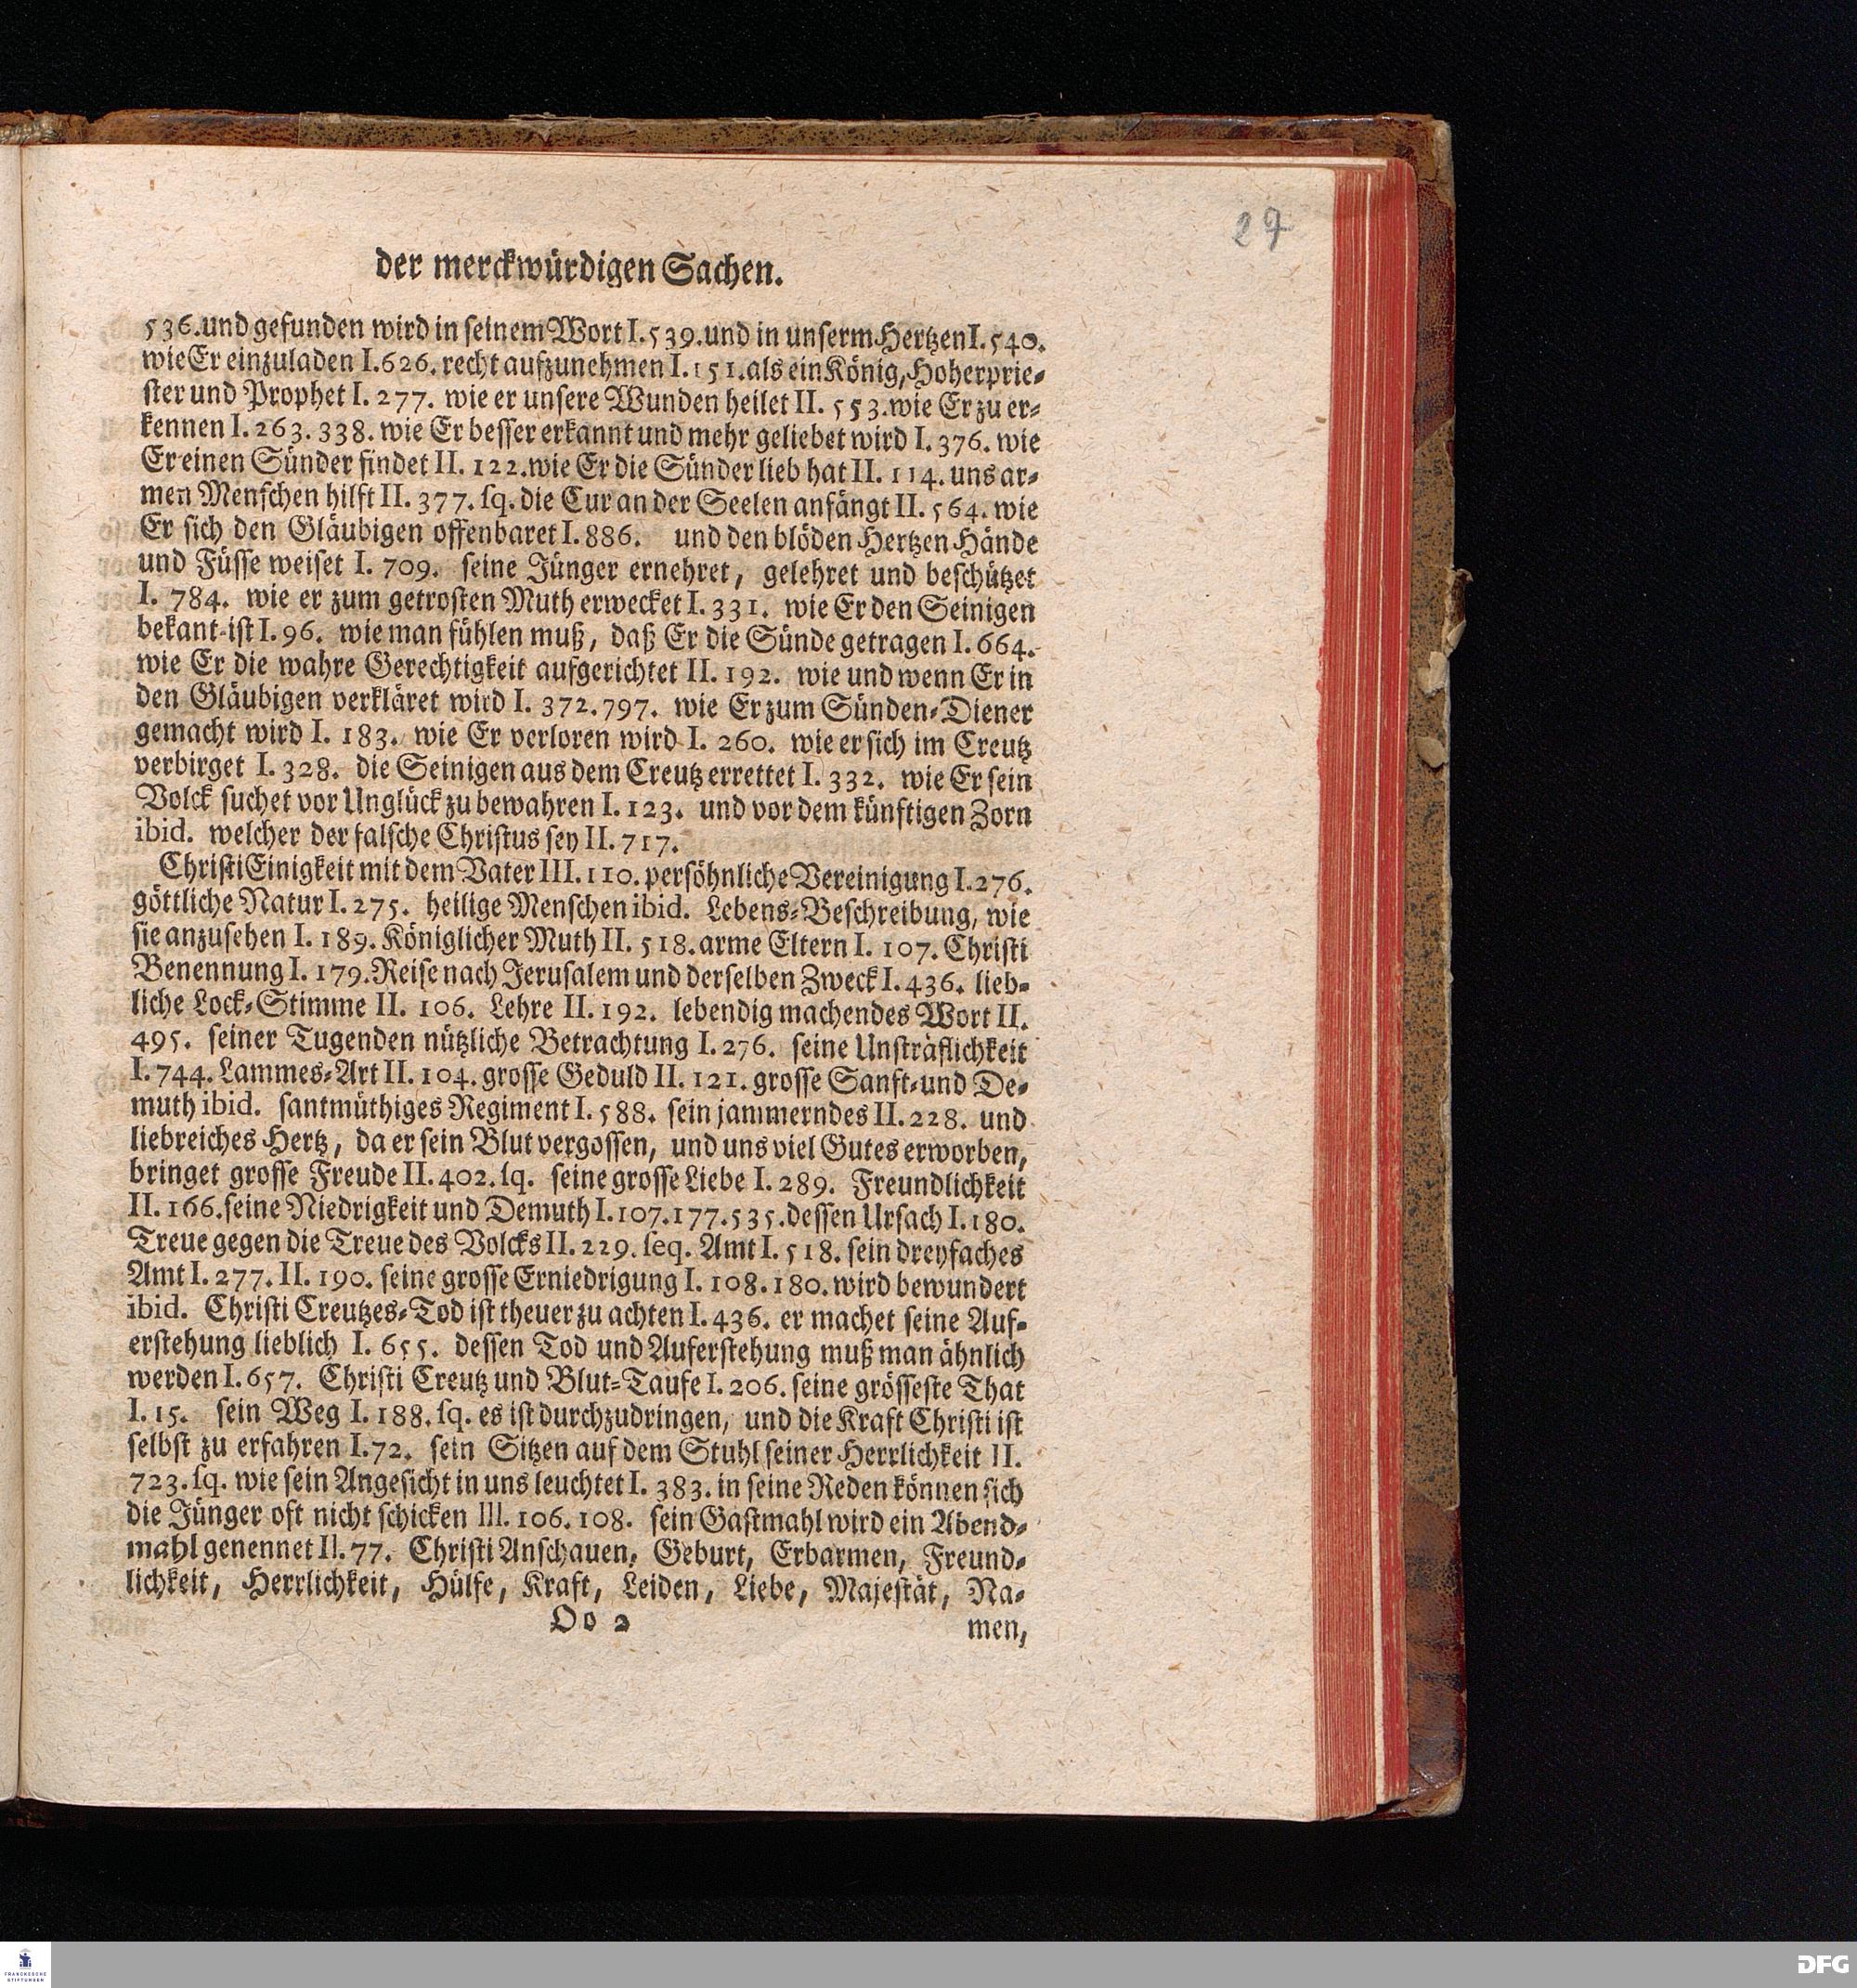 29
der merckwürdigen Sachen.
536. und gefunden wird in seinem Wort I. 539. und in unserm Hertzen I. 540.
wie Er einzuladen I. 626. recht aufzunehmen I. 151. als ein König, Hoherprie-
ster und Prophet I. 277. wie er unsere Wunden heilet II. 553. wie Er zu er-
kennen I. 263. 338. wie Er besser erkannt und mehr geliebet wird I. 376. wie
Er einen Sünder findet II. 122. wie Er die Sünder lieb hat II. 114. uns ar-
men Menschen hilft II. 377. sq. die Cur an der Seelen anfängt II. 564. wie
Er sich den Gläubigen offenbaret I. 886. und den blöden Hertzen Hände
und Füsse weiset I. 709. seine Jünger ernehret, gelehret und beschützet
I. 784. wie er zum getrosten Muth erwecket I. 331. wie Er den Seinigen
bekant-ist I. 96. wie man fühlen muß, daß Er die Sünde getragen I. 664.
wie Er die wahre Gerechtigkeit aufgerichtet II. 192. wie und wenn Er in
den Gläubigen verkläret wird I. 372. 797. wie Er zum Sünden-Diener
gemacht wird I. 183. wie Er verloren wird I. 260. wie er sich im Creutz
verbirget I. 328. die Seinigen aus dem Creutz errettet I. 332. wie Er sein
Volck suchet vor Unglück zu bewahren I. 123. und vor dem künftigen Zorn
ibid. welcher der falsche Christus sey II. 717.
Christi Einigkeit mit dem Vater III. 110. persöhnliche Vereinigung I. 276.
göttliche Natur I. 275. heilige Menschen ibid. Lebens-Beschreibung, wie
sie anzusehen I. 189. Königlicher Muth II. 518. arme Eltern I. 107. Christi
Benennung I. 179. Reise nach Jerusalem und derselben Zweck I. 436. lieb-
liche Lock-Stimme II. 106. Lehre II. 192. lebendig machendes Wort II.
495. seiner Tugenden nützliche Betrachtung I. 276. seine Unsträflichkeit
I. 744. Lammes-Art II. 104. grosse Geduld II. 121. grosse Sanft-und De-
muth ibid. santmüthiges Regiment I. 588. sein jammerndes II. 228. und
liebreiches Hertz, da er sein Blut vergossen, und uns viel Gutes erworben,
bringet grosse Freude II. 402. sq. seine grosse Liebe I. 289. Freundlichkeit
II. 166. seine Niedrigkeit und Demuth I. 107. 177. 535. dessen Ursach I. 180.
Treue gegen die Treue des Volcks II. 229. seq. Amt I. 518. sein dreyfaches
Amt I. 277. II. 190. seine grosse Erniedrigung I. 108. 180. wird bewundert
ibid. Christi Creutzes-Tod ist theuer zu achten I. 436. er machet seine Auf-
erstehung lieblich I. 655. dessen Tod und Auferstehung muß man ähnlich
werden I. 657. Christi Creutz und Blut-Taufe I. 206. seine grösseste That
I. 15. sein Weg I. 188. sq. es ist durchzudringen, und die Kraft Christi ist
selbst zu erfahren I. 72. sein Sitzen auf dem Stuhl seiner Herrlichkeit II.
723. sq. wie sein Angesicht in uns leuchtet I. 383. in seine Reden können sich
die Jünger oft nicht schicken III. 106. 108. sein Gastmahl wird ein Abend-
mahl genennet II. 77. Christi Anschauen, Geburt, Erbarmen, Freund-
lichkeit, Herrlichkeit, Hülfe, Kraft, Leiden, Liebe, Majestät, Na-
Oo 2 men,
FRANCKESCHE
STIFTUNGEN
DFG